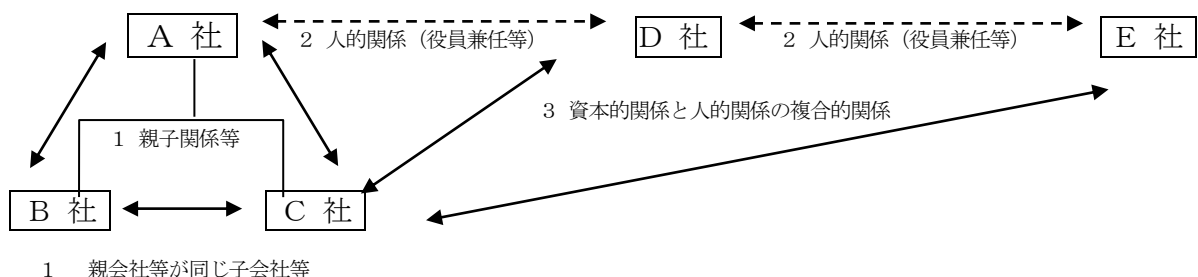 A 社
D 社
E 社
2 人的関係（役員兼任等）
2 人的関係（役員兼任等）
3 資本的関係と人的関係の複合的関係
1 親子関係等
B 社
C 社
1 親会社等が同じ子会社等